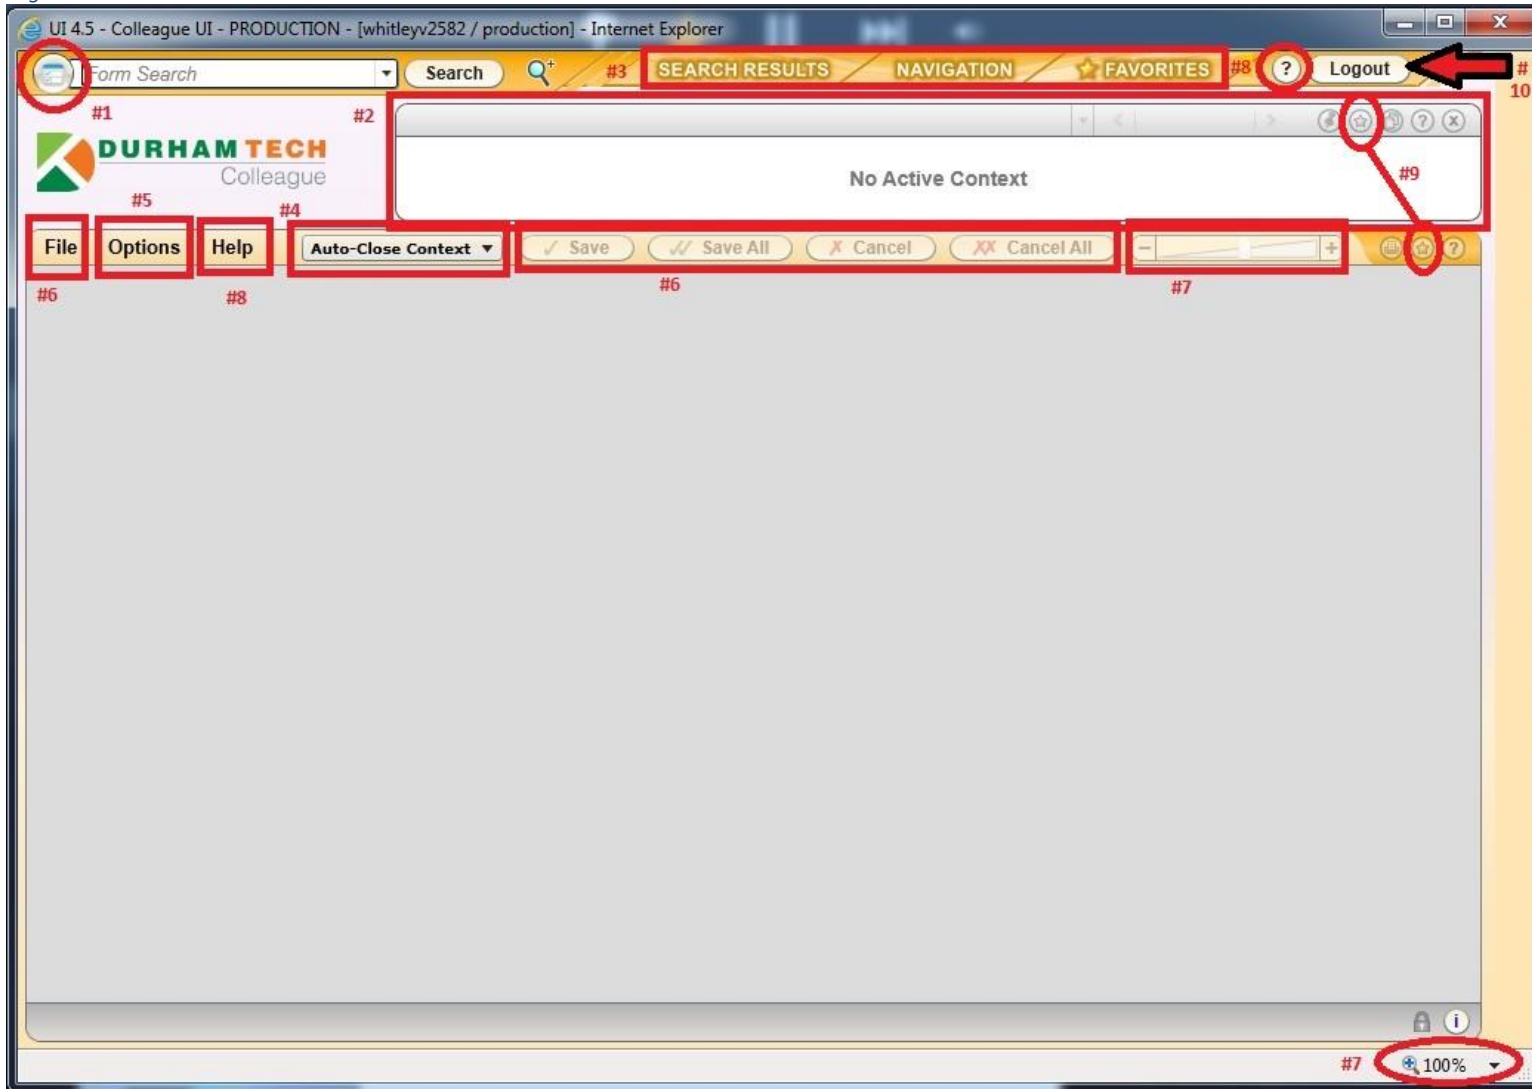 UI 4.5 - Colleague UI - PRODUCTION - [whitleyv2582 / production] - Internet Explorer
Form Search Search #3 SEARCH RESULTS NAVIGATION FAVORITES #8 ? Logout #
10
#1 #2
DURHAM TECH
Colleague
No Active Context
#9
#5
#4
File Options Help Auto-Close Context Save Save All Cancel Cancel All
#6 #8 #6 #7
#7 100%